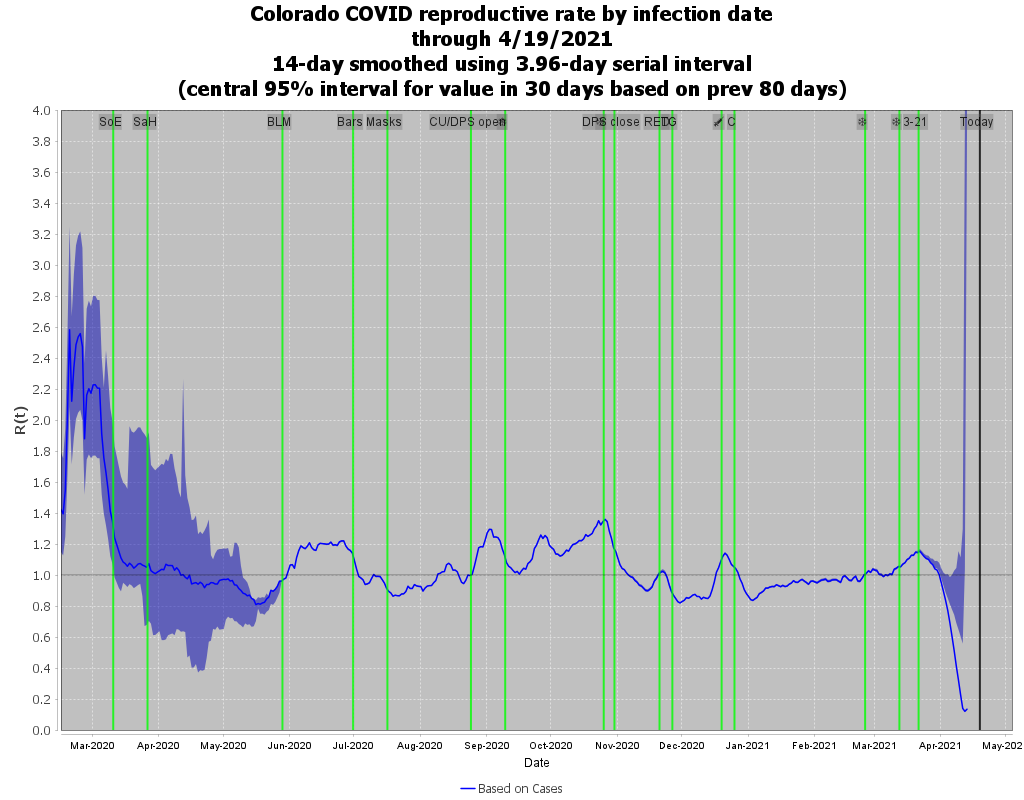 Colorado COVID reproductive rate by infection date
through 4/19/2021
14-day smoothed using 3.96-day serial interval
(central 95% interval for value in 30 days based on prev 80 days)
SoE SaH BLM Bars Masks CU/DPS open DPS close RED C 3-21 Today
4.0
3.8
3.6
3.4
3.2
3.0
2.8
2.6
2.4
2.2
2.0
1.8
1.6
1.4
1.2
1.0
0.8
0.6
0.4
0.2
0.0
R(t)
Mar-2020 Apr-2020 May-2020 Jun-2020 Jul-2020 Aug-2020 Sep-2020 Oct-2020 Nov-2020 Dec-2020 Jan-2021 Feb-2021 Mar-2021 Apr-2021 May-202
Date
Based on Cases